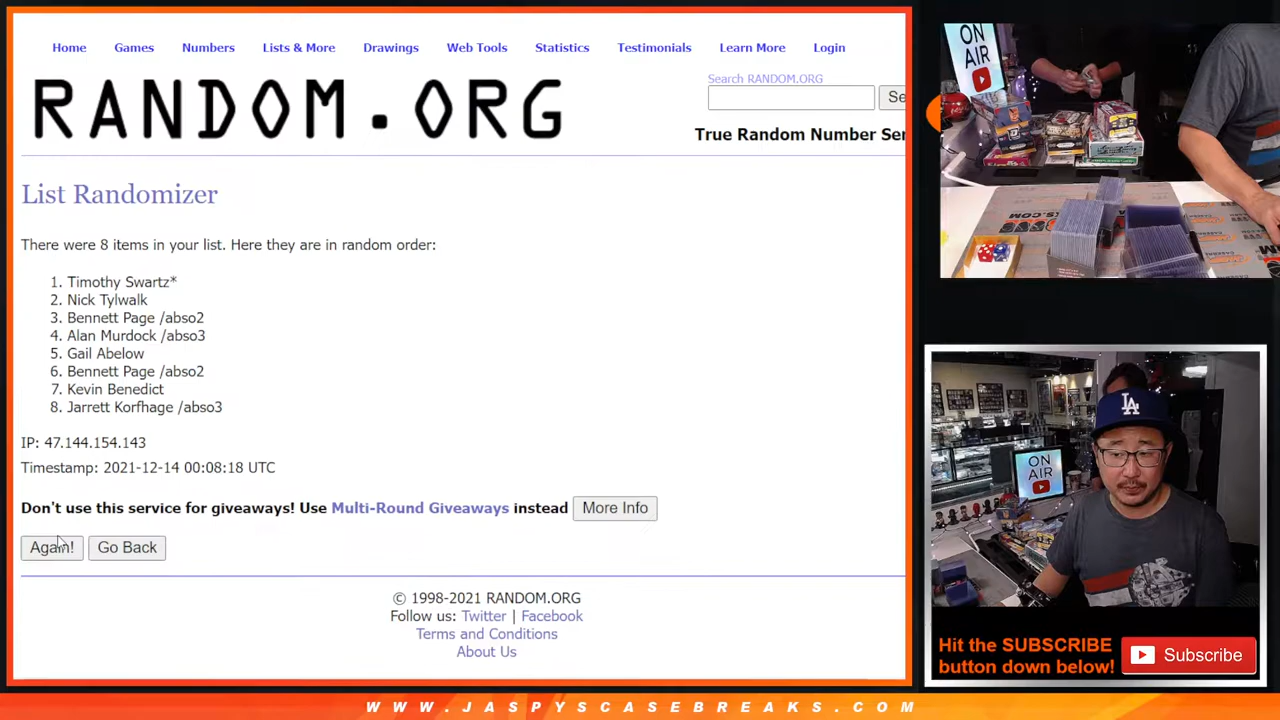 Home Games Numbers Lists & More Drawings Web Tools Statistics Testimonials Learn More Login
RANDOM.ORG
Search RANDOM.ORG
Se
True Random Number Ser
List Randomizer
There were 8 items in your list. Here they are in random order:
1. Timothy Swartz*
2. Nick Tylwalk
3. Bennett Page /abso2
4. Alan Murdock /abso3
5. Gail Abelow
6. Bennett Page /abso2
7. Kevin Benedict
8. Jarrett Korfhage /abso3
IP: 47.144.154.143
Timestamp: 2021-12-14 00:08:18 UTC
Don't use this service for giveaways! Use Multi-Round Giveaways instead More Info
Again! Go Back
© 1998-2021 RANDOM.ORG
Follow us: Twitter | Facebook
Terms and Conditions
About Us
ON
AIR
LA
ON
AIR
Hit the SUBSCRIBE
button down below!
Subscribe
WWW.JASPYSCASEBREAKS.COM